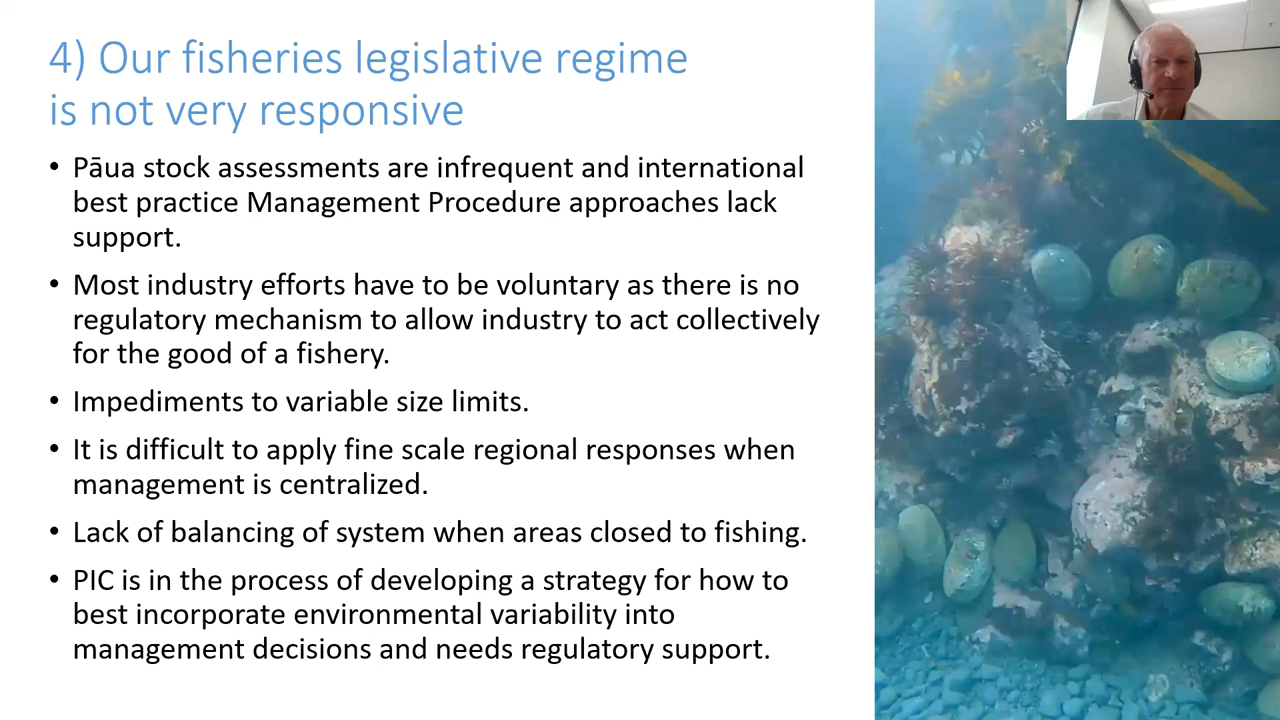 4) Our fisheries legislative regime
is not very responsive
• Pāua stock assessments are infrequent and international
best practice Management Procedure approaches lack
support.
• Most industry efforts have to be voluntary as there is no
regulatory mechanism to allow industry to act collectively
for the good of a fishery.
• Impediments to variable size limits.
• It is difficult to apply fine scale regional responses when
management is centralized.
• Lack of balancing of system when areas closed to fishing.
• PIC is in the process of developing a strategy for how to
best incorporate environmental variability into
management decisions and needs regulatory support.